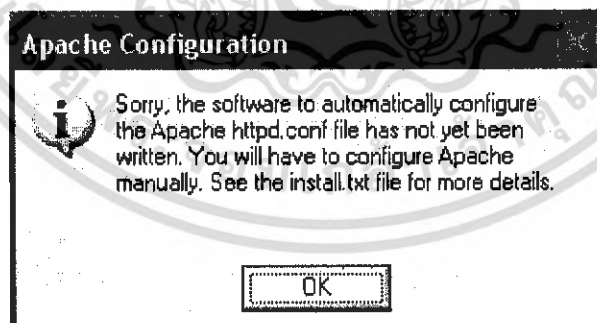 Apache Configuration
Sorry, the software to automatically configure
the Apache httpd.conf file has not yet been
written. You will have to configure Apache
manually. See the install.txt file for more details.
OK